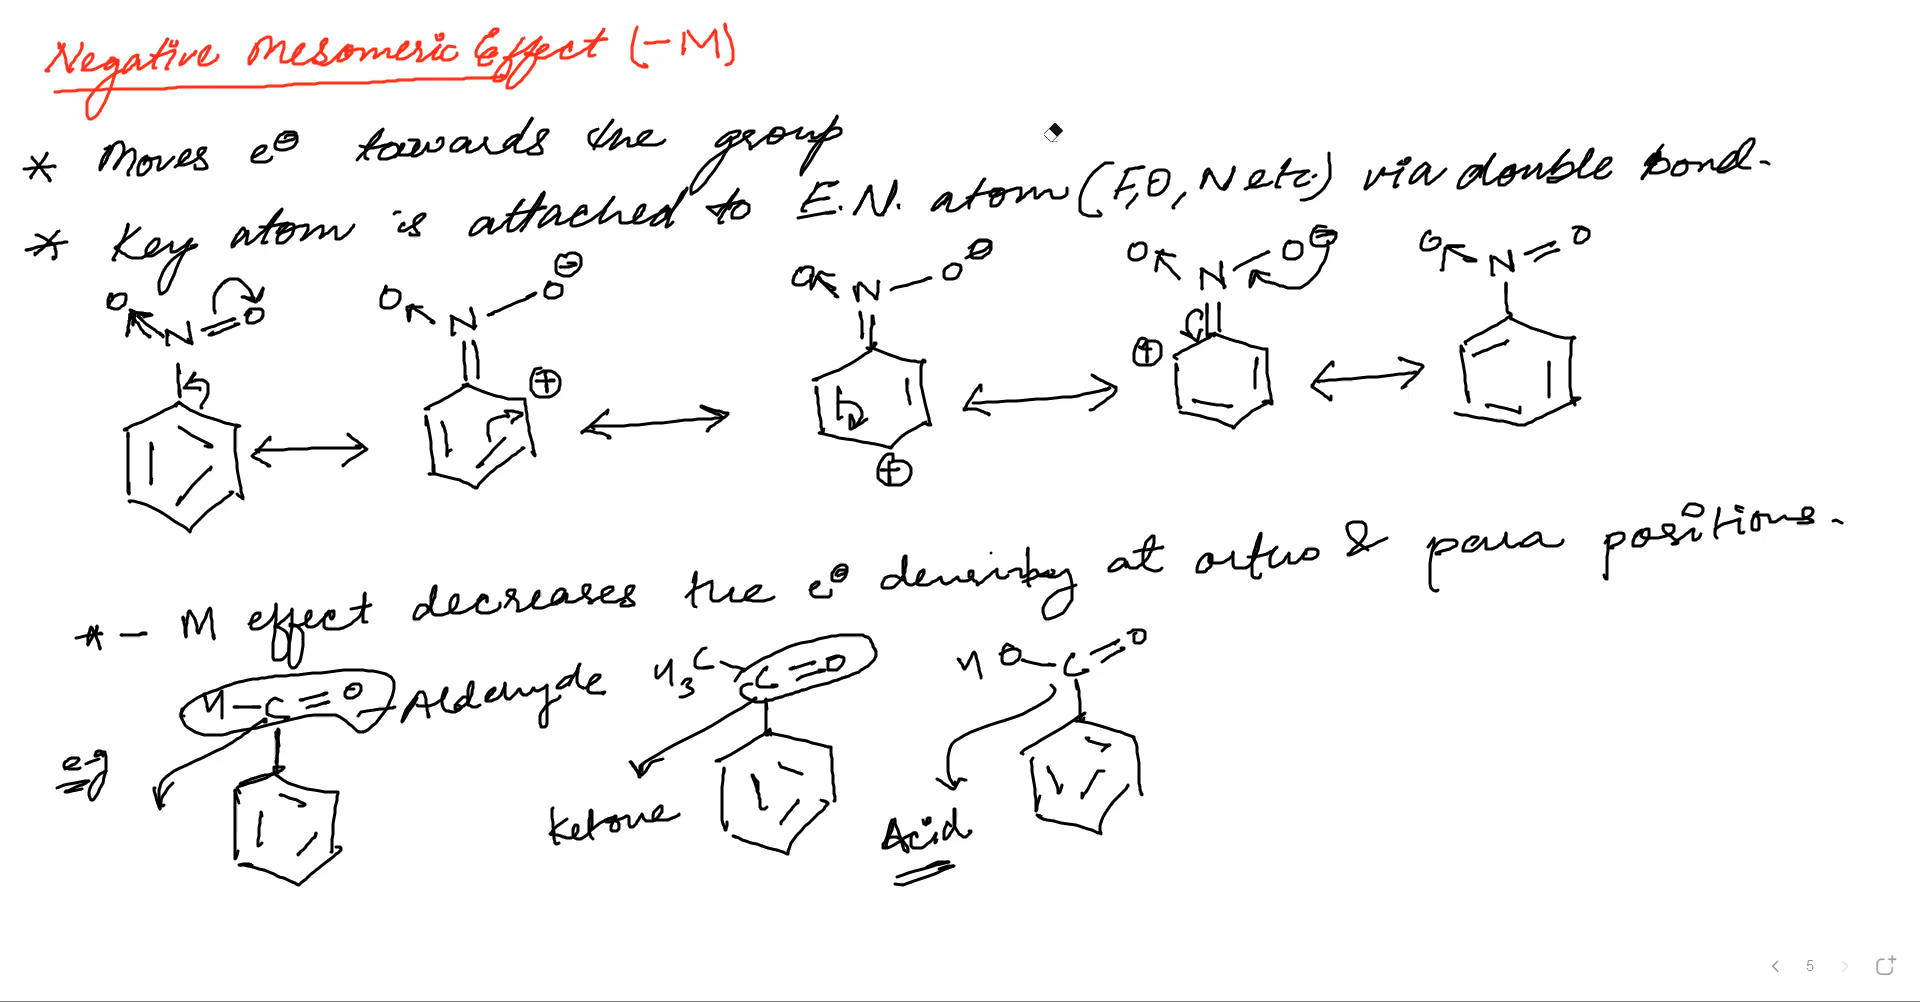 Negative Mesomeric Effect (-M)
* Moves e⊖ towards the group
* Key atom is attached to E.N. atom (F,O, N etc.) via double bond.
O N O
O N O ⊖
O N O ⊖
O N O ⊖
O N O
⊕
⊕
⊕
* - M effect decreases the e⊖ density at ortho & para positions.
H-C=O Aldehyde
H3C C=O
HO-C=O
e-g
Ketone
Acid
5